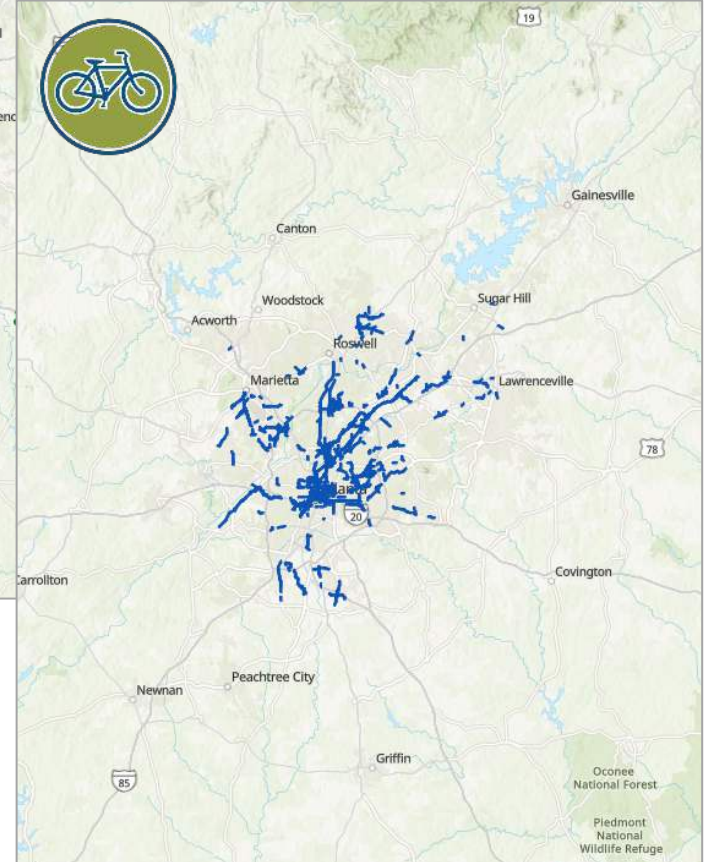 19
Gainesville
Canton
Sugar Hill
Woodstock
Acworth
Roswell
Marietta
Lawrenceville
78
20
Covington
Peachtree City
Newnan
Griffin
85
Oconee
National Forest
Piedmont
National
Wildlife Refuge